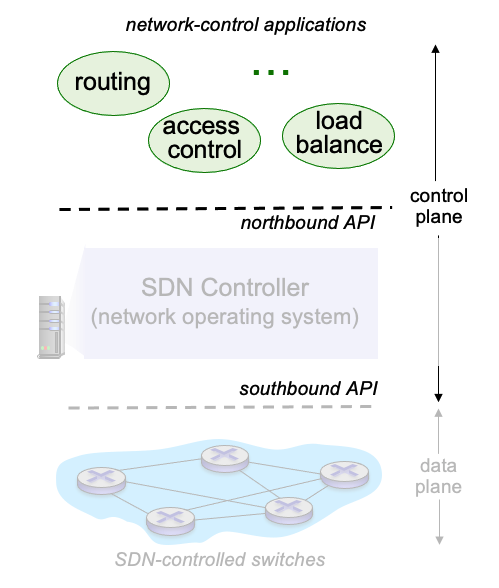 network-control applications
...
routing
access
control
load
balance
control
plane
northbound API
SDN Controller
(network operating system)
southbound API
data
plane
SDN-controlled switches